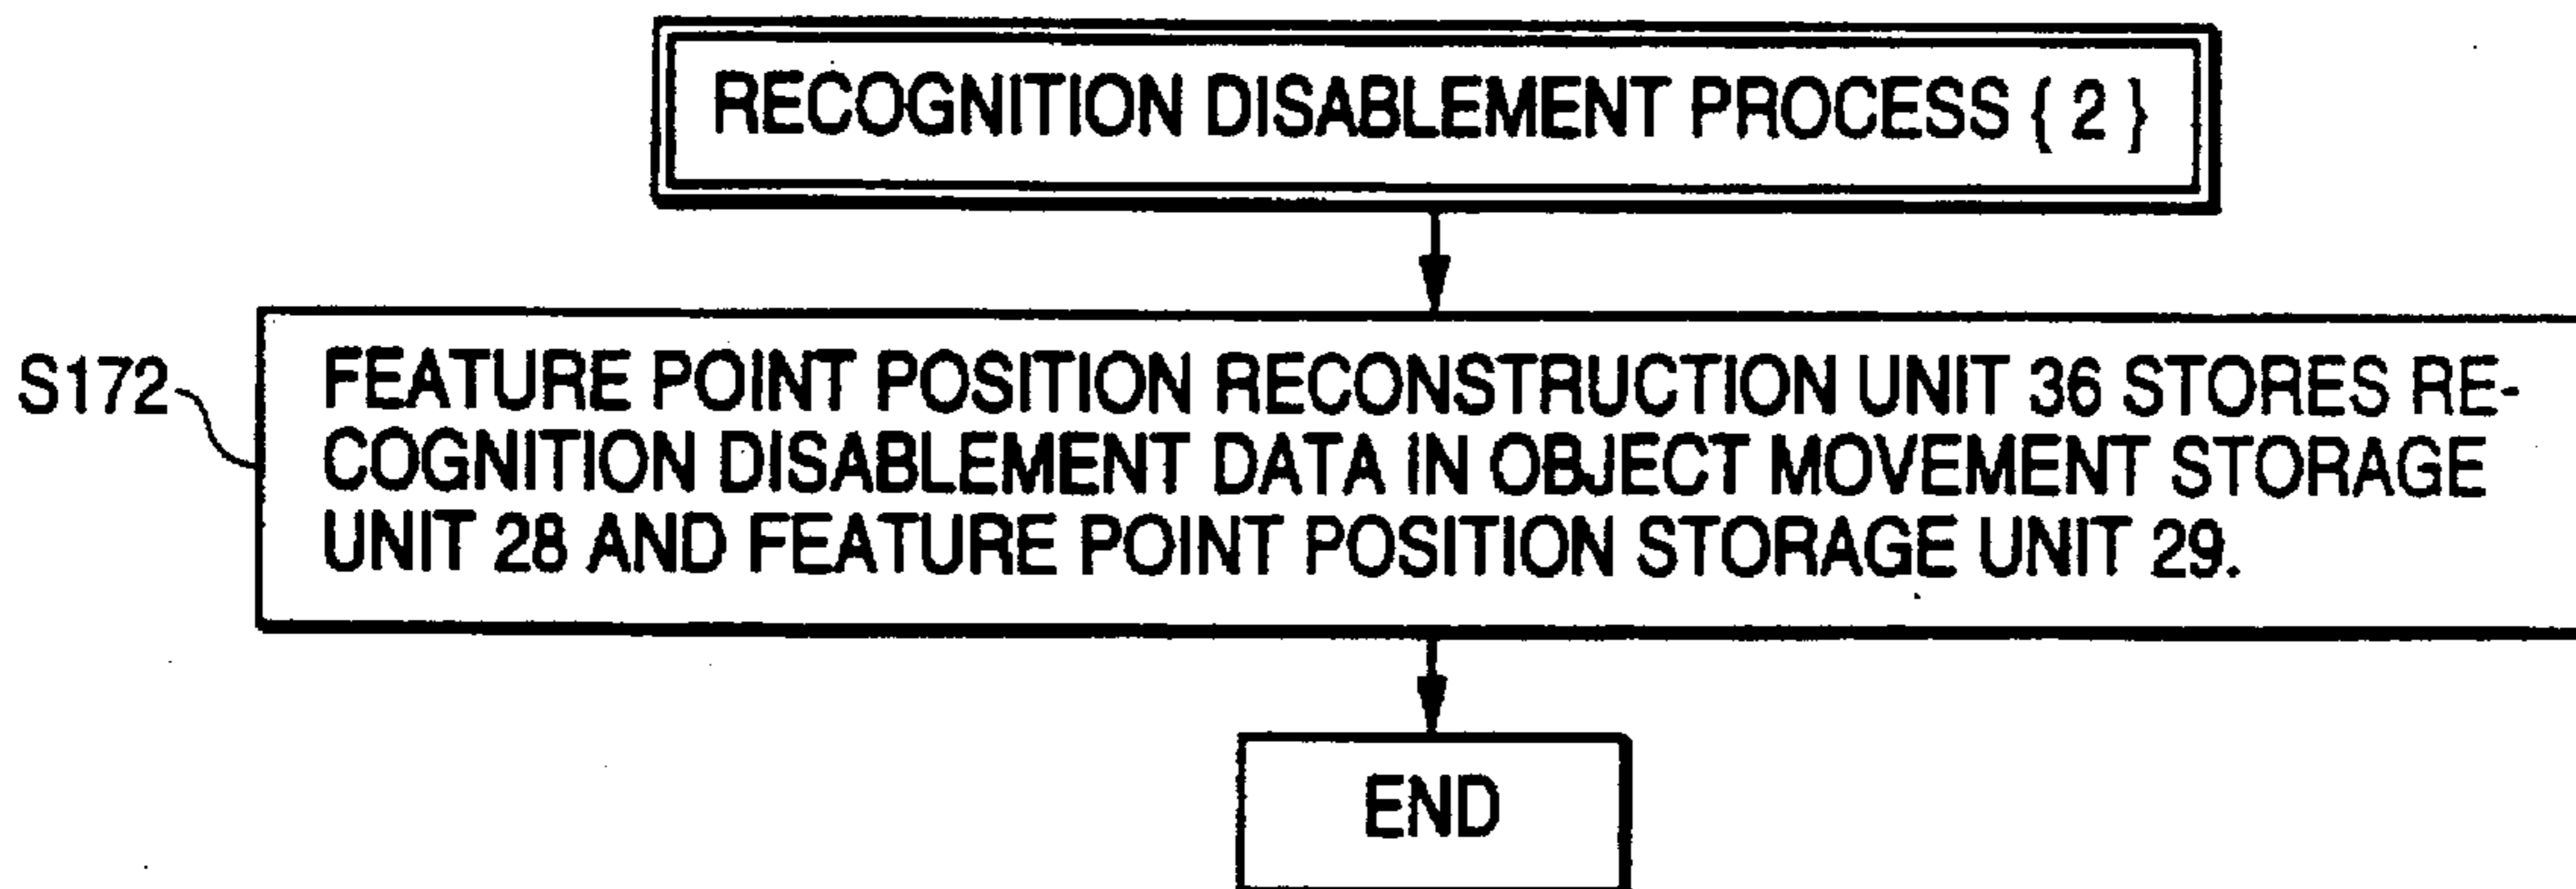 RECOGNITION DISABLEMENT PROCESS { 2 }
S172
FEATURE POINT POSITION RECONSTRUCTION UNIT 36 STORES RE-
COGNITION DISABLEMENT DATA IN OBJECT MOVEMENT STORAGE
UNIT 28 AND FEATURE POINT POSITION STORAGE UNIT 29.
END